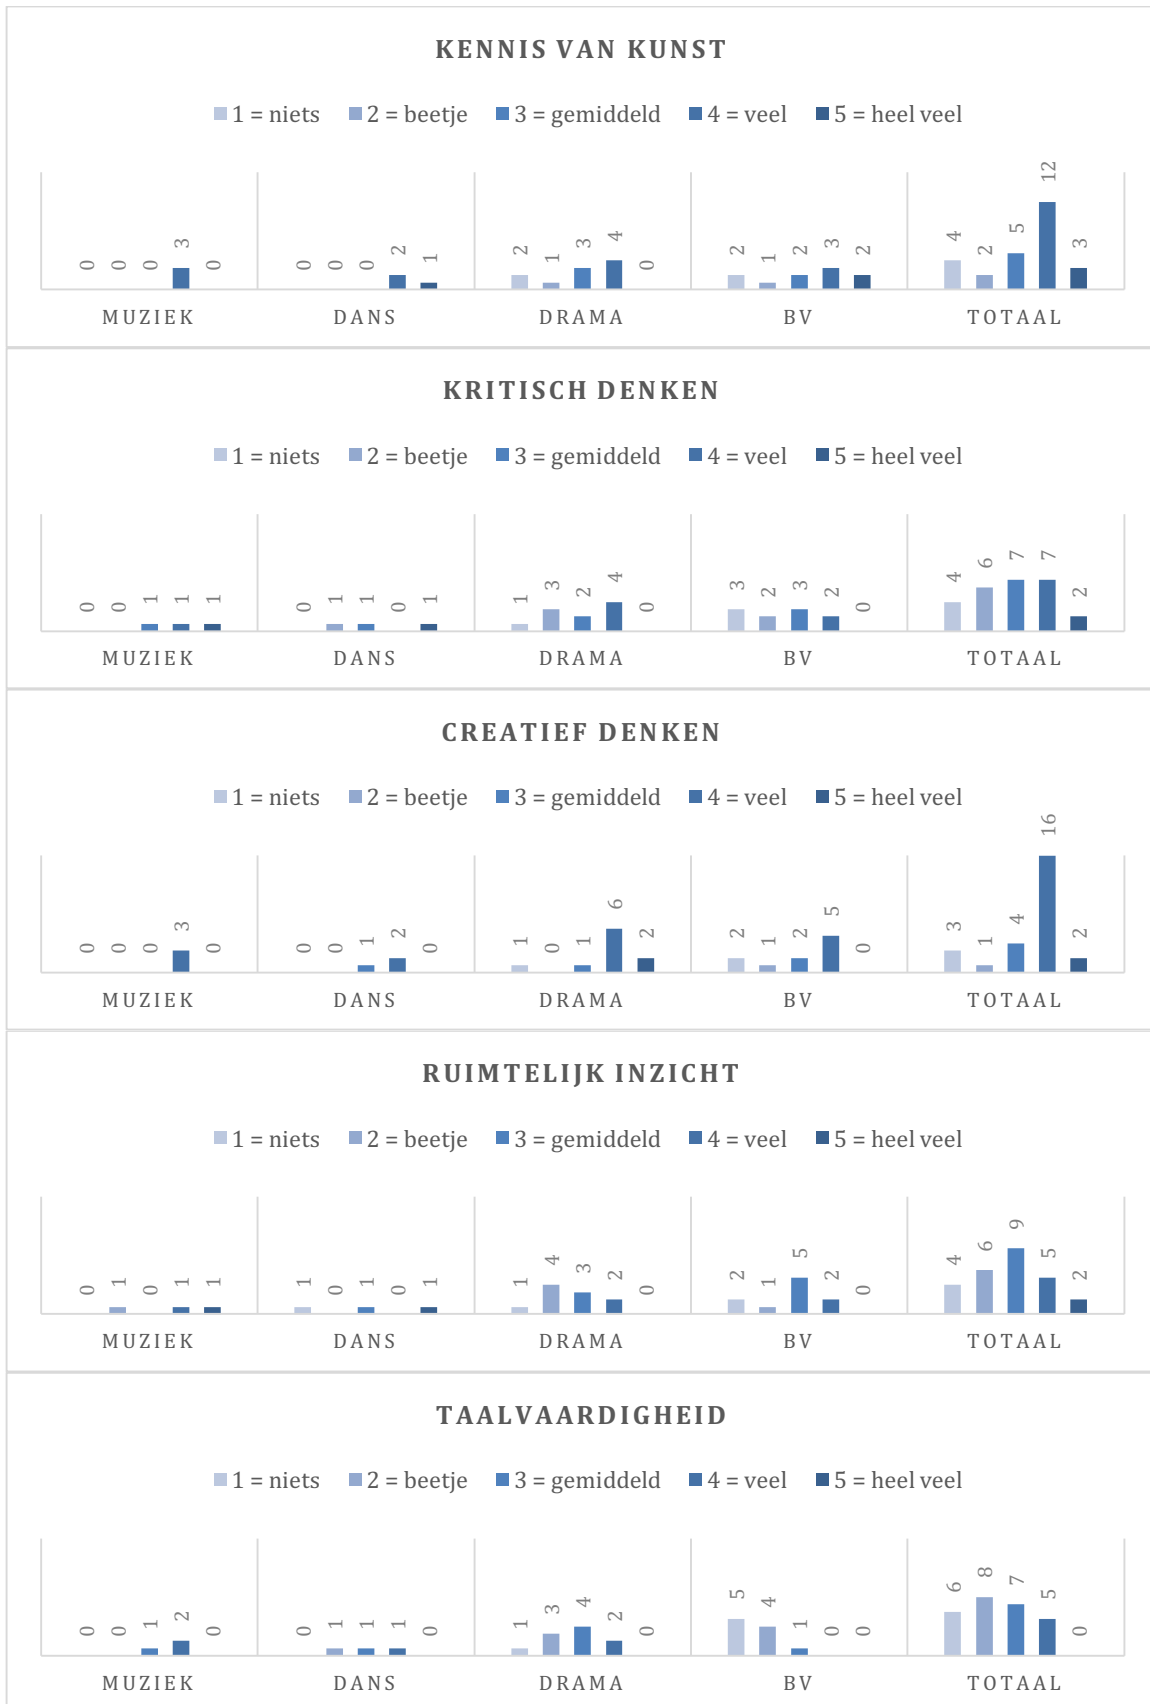 KENNIS VAN KUNST
1 = niets 2 = beetje 3 = gemiddeld 4 = veel 5 = heel veel
0 0 0 3 0 0 0 0 2 1 2 1 3 4 0 2 1 2 3 2 4 2 5 12 3
MUZIEK DANS DRAMA BV TOTAAL
KRITISCH DENKEN
1 = niets 2 = beetje 3 = gemiddeld 4 = veel 5 = heel veel
0 0 1 1 1 0 1 1 0 1 1 3 2 4 0 3 2 3 2 0 4 6 7 7 2
MUZIEK DANS DRAMA BV TOTAAL
CREATIEF DENKEN
1 = niets 2 = beetje 3 = gemiddeld 4 = veel 5 = heel veel
0 0 0 3 0 0 0 1 2 0 1 0 1 6 2 2 1 2 5 0 3 1 4 16 2
MUZIEK DANS DRAMA BV TOTAAL
RUIMTELIJK INZICHT
1 = niets 2 = beetje 3 = gemiddeld 4 = veel 5 = heel veel
0 1 0 1 1 1 0 1 0 1 1 4 3 2 0 2 1 5 2 0 4 6 9 5 2
MUZIEK DANS DRAMA BV TOTAAL
TAALVAARDIGHEID
1 = niets 2 = beetje 3 = gemiddeld 4 = veel 5 = heel veel
0 0 1 2 0 0 1 1 1 0 1 3 4 2 0 5 4 1 0 0 6 8 7 5 0
MUZIEK DANS DRAMA BV TOTAAL